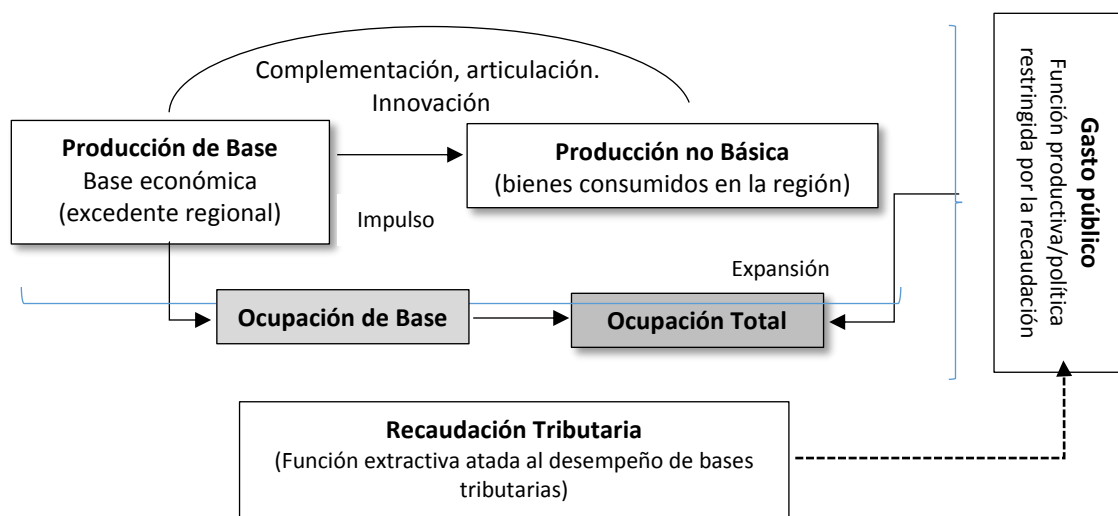 Complementación, articulación.
Innovación
Producción de Base
Base económica
(excedente regional)
Impulso
Producción no Básica
(bienes consumidos en la región)
Expansión
Ocupación de Base
Ocupación Total
Recaudación Tributaria
(Función extractiva atada al desempeño de bases
tributarias)
Gasto público
Función productiva/política
restringida por la recaudación